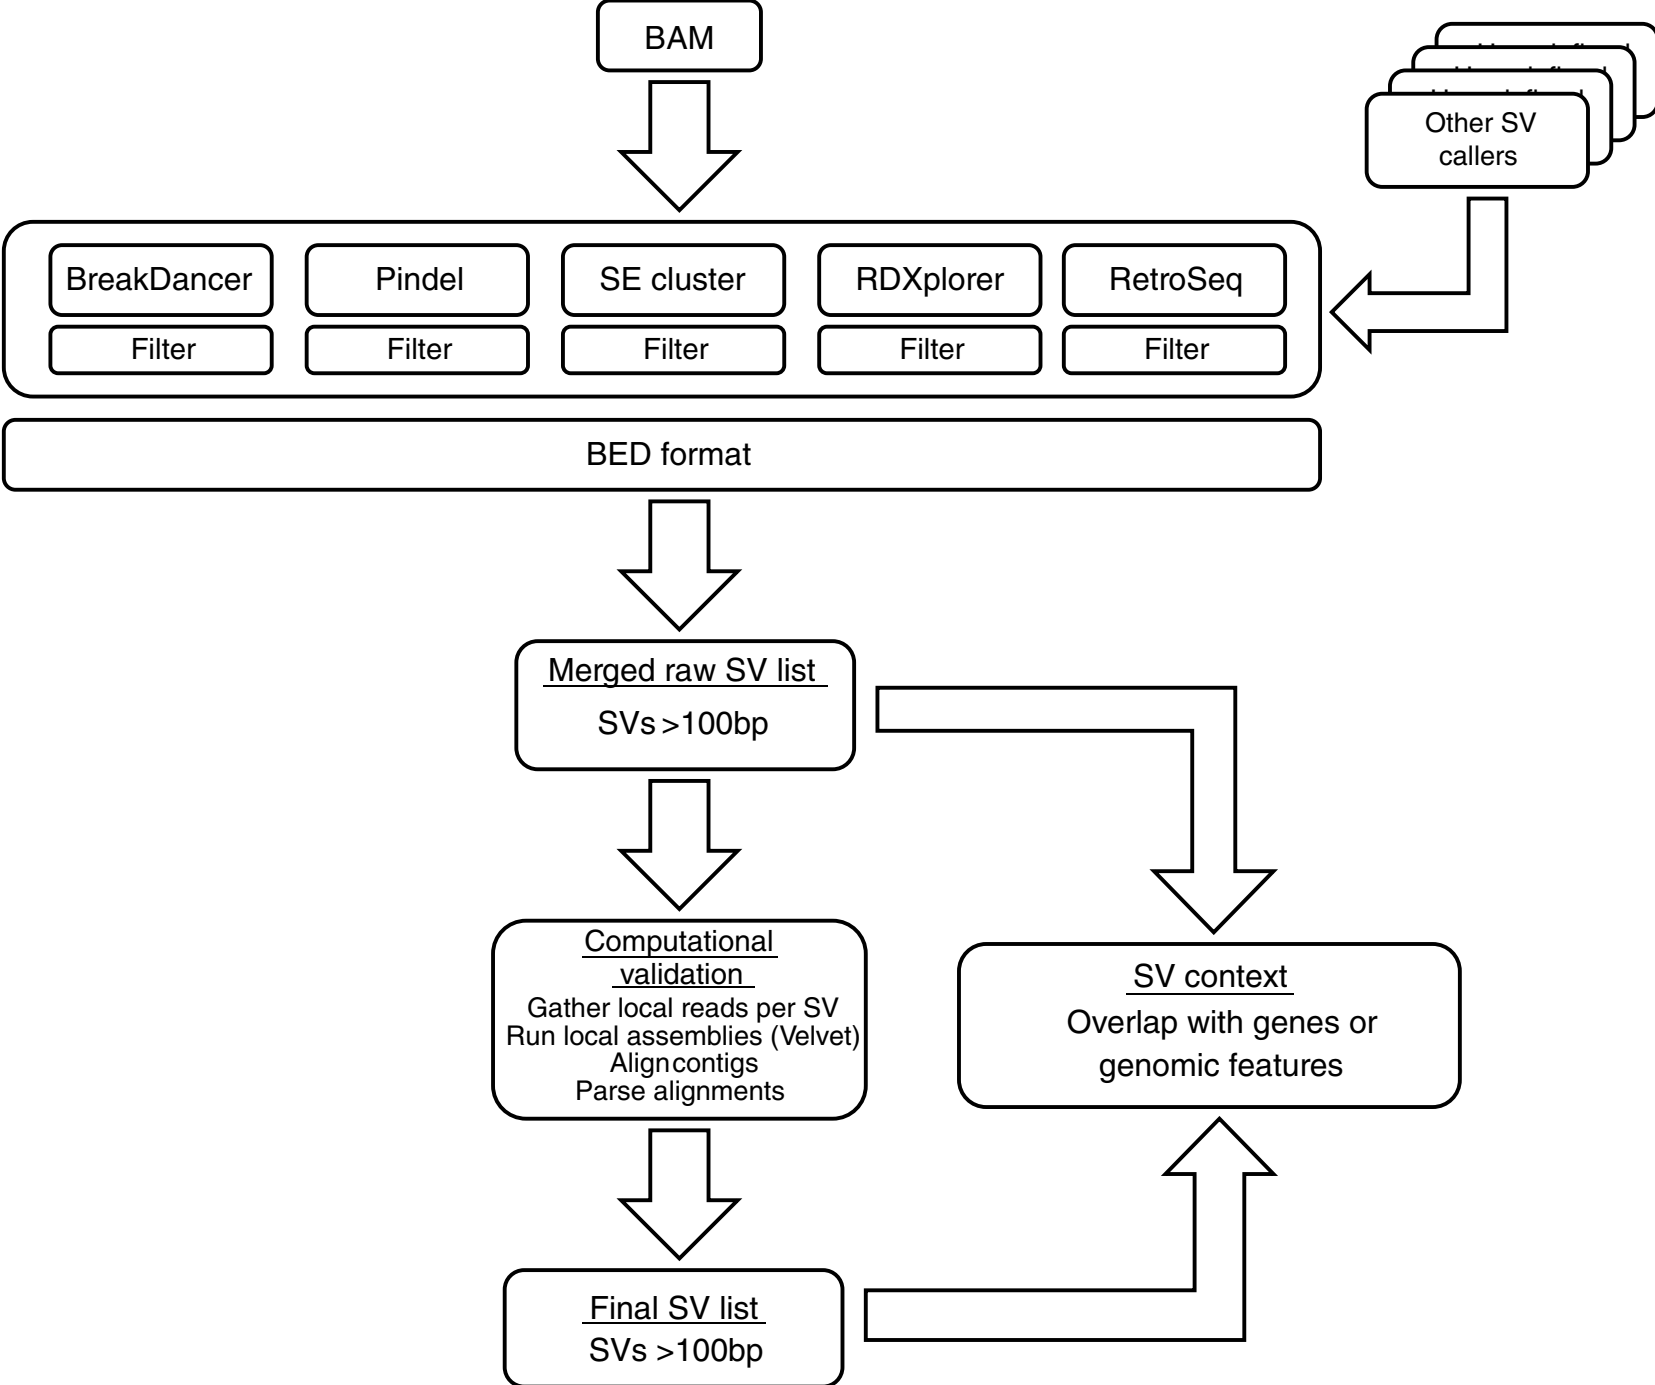 BAM
Other SV
callers
BreakDancer
Pindel
SE cluster
RDXplorer
RetroSeq
Filter
Filter
Filter
Filter
Filter
BED format
Merged raw SV list
SVs >100bp
Computational
validation
Gather local reads per SV
Run local assemblies (Velvet)
Align contigs
Parse alignments
SV context
Overlap with genes or
genomic features
Final SV list
SVs >100bp